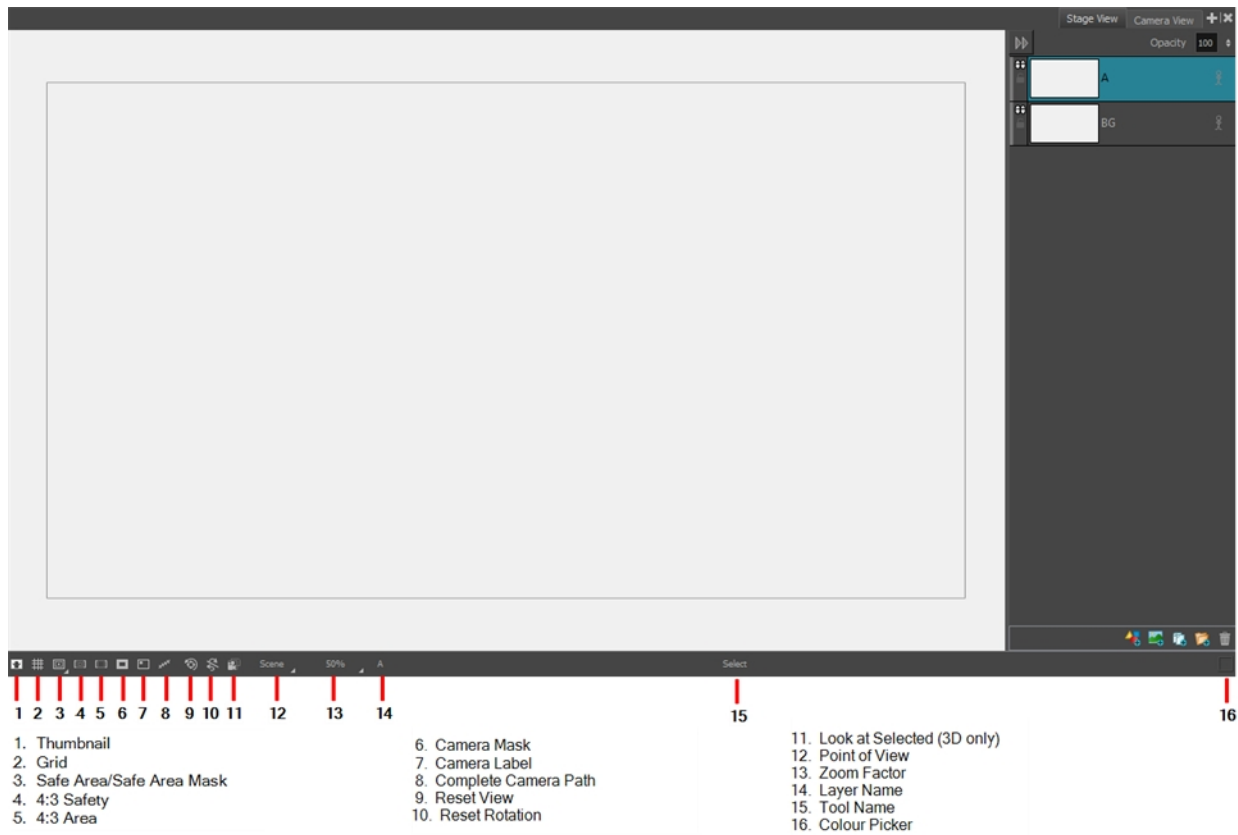 Stage View Camera View
Opacity 100
A
BG
Scene 50% A Select
1 2 3 4 5 6 7 8 9 10 11 12 13 14 15 16
1. Thumbnail
2. Grid
3. Safe Area/Safe Area Mask
4. 4:3 Safety
5. 4:3 Area
6. Camera Mask
7. Camera Label
8. Complete Camera Path
9. Reset View
10. Reset Rotation
11. Look at Selected (3D only)
12. Point of View
13. Zoom Factor
14. Layer Name
15. Tool Name
16. Colour Picker